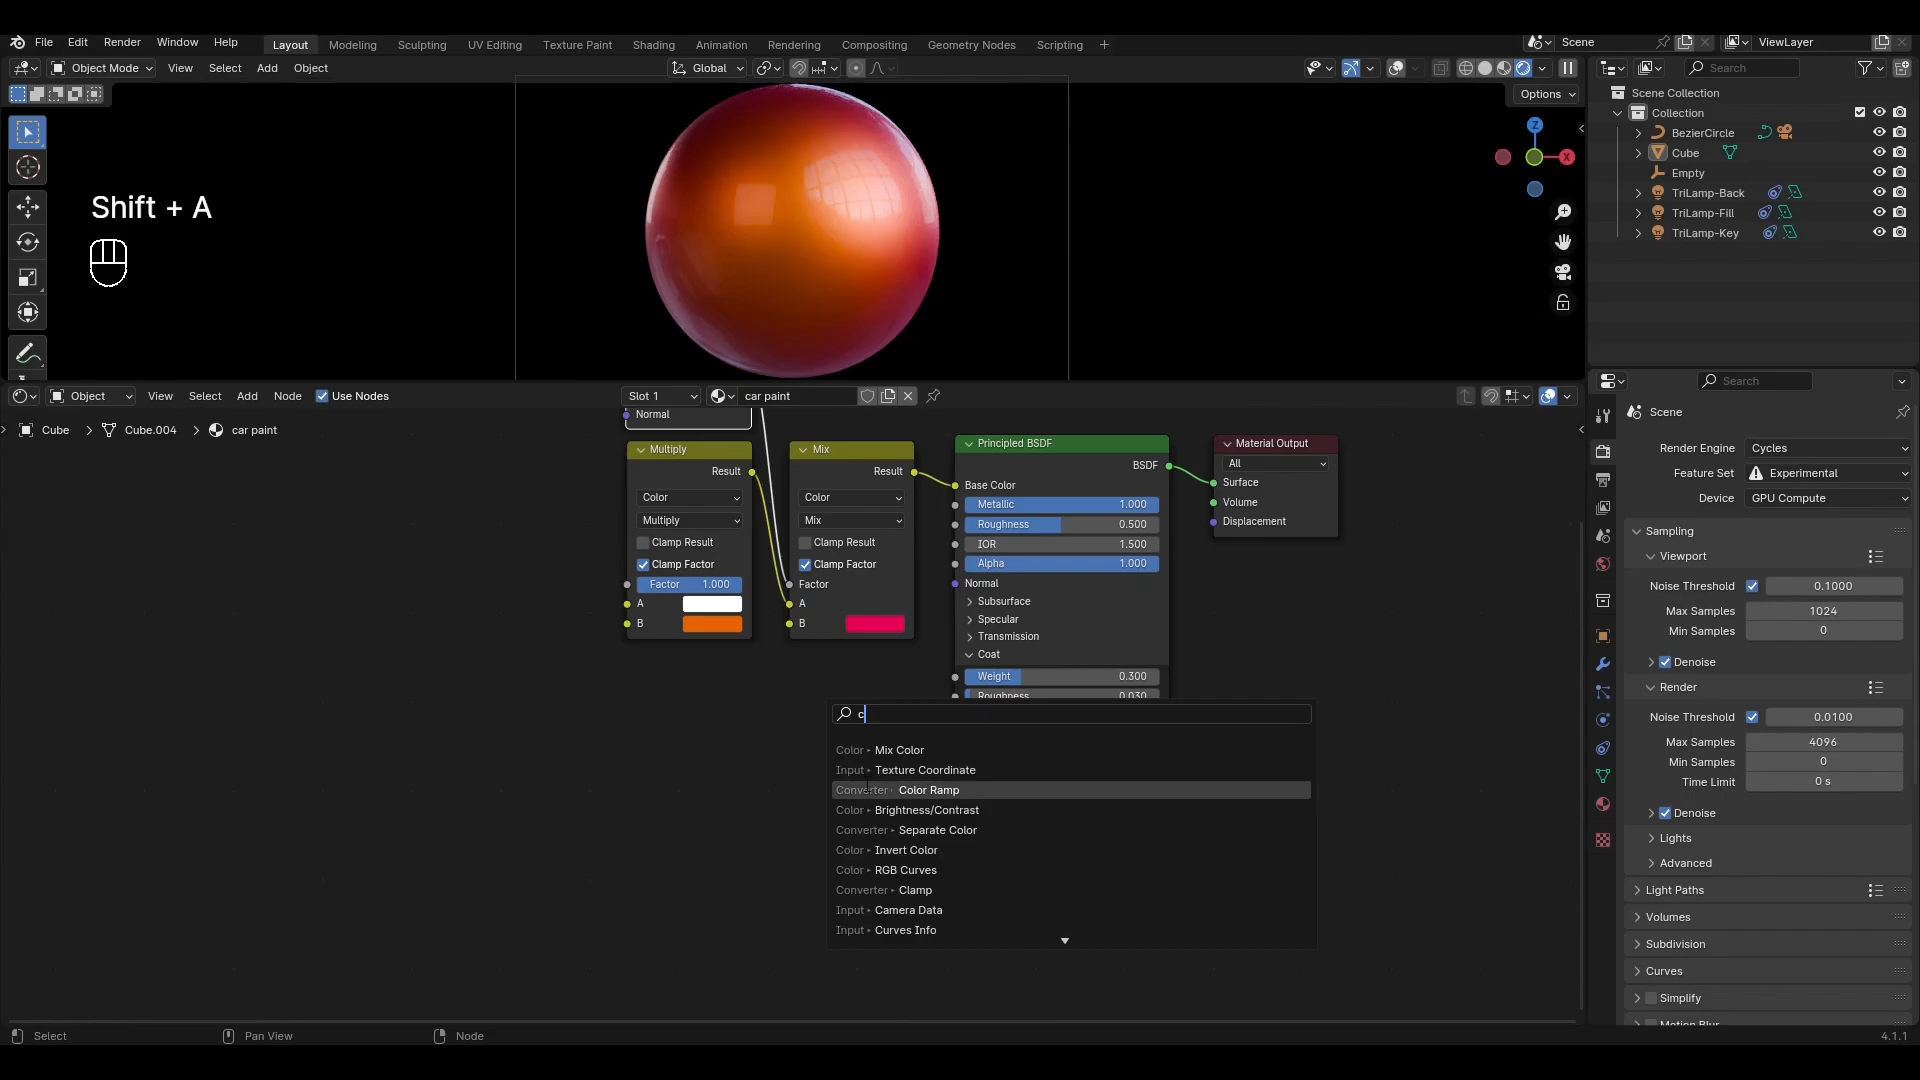 File Edit Render Window Help Layout Modeling Sculpting UV Editing Texture Paint Shading Animation Rendering Compositing Geometry Nodes Scripting + Scene ViewLayer
Object Mode View Select Add Object Global Search
Options
Scene Collection
Collection
BezierCircle
Cube
Empty
TriLamp-Back
TriLamp-Fill
TriLamp-Key
Z
X
Shift + A
Object View Select Add Node Use Nodes Slot 1 car paint Search
Cube > Cube.004 > car paint
Normal
Multiply
Result
Color
Multiply
Clamp Result
Clamp Factor
Factor 1.000
A
B
Mix
Result
Color
Mix
Clamp Result
Clamp Factor
Factor
A
B
Principled BSDF
BSDF
Base Color
Metallic 1.000
Roughness 0.500
IOR 1.500
Alpha 1.000
Normal
Subsurface
Specular
Transmission
Coat
Weight 0.300
Roughness 0.030
Material Output
All
Surface
Volume
Displacement
c
Color Mix Color
Input Texture Coordinate
Converter Color Ramp
Color Brightness/Contrast
Converter Separate Color
Color Invert Color
Color RGB Curves
Converter Clamp
Input Camera Data
Input Curves Info
Scene
Render Engine Cycles
Feature Set Experimental
Device GPU Compute
Sampling
Viewport
Noise Threshold 0.1000
Max Samples 1024
Min Samples 0
Denoise
Render
Noise Threshold 0.0100
Max Samples 4096
Min Samples 0
Time Limit 0 s
Denoise
Lights
Advanced
Light Paths
Volumes
Subdivision
Curves
Simplify
Motion Blur
Select Pan View Node 4.1.1